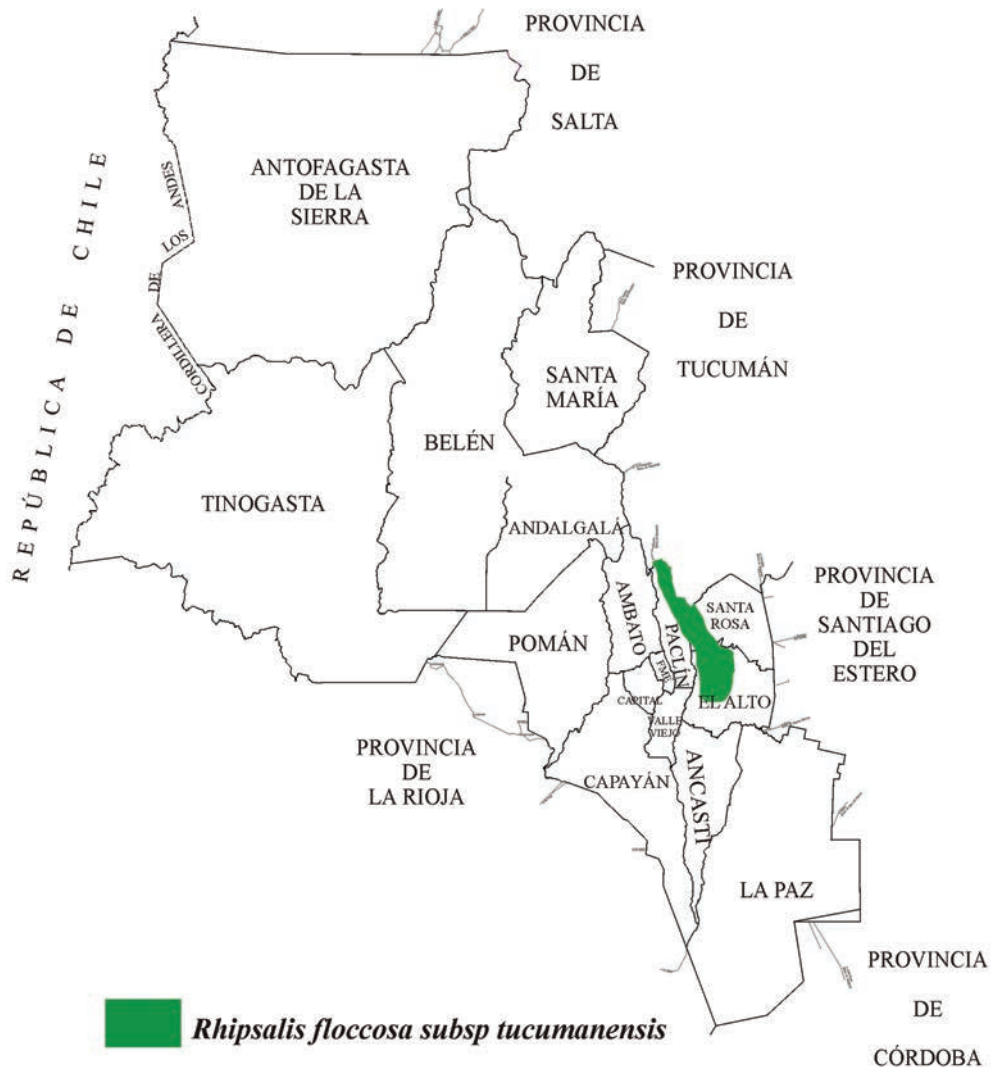 PROVINCIA
DE
SALTA
ANTOFAGASTA
DE LA
SIERRA
REPÚBLICA DE CHILE
CORDILLERA DE LOS ANDES
PROVINCIA
DE
TUCUMÁN
SANTA
MARÍA
BELÉN
TINOGASTA
ANDALGALÁ
PROVINCIA
DE
SANTIAGO
DEL
ESTERO
SANTA
ROSA
AMBATO
PACLÍN
POMÁN
FME
EL ALTO
CAPITAL
VALLE
VIEJO
PROVINCIA
DE
LA RIOJA
CAPAYÁN
ANCASTI
LA PAZ
PROVINCIA
DE
CÓRDOBA
Rhipsalis floccosa subsp tucumanensis